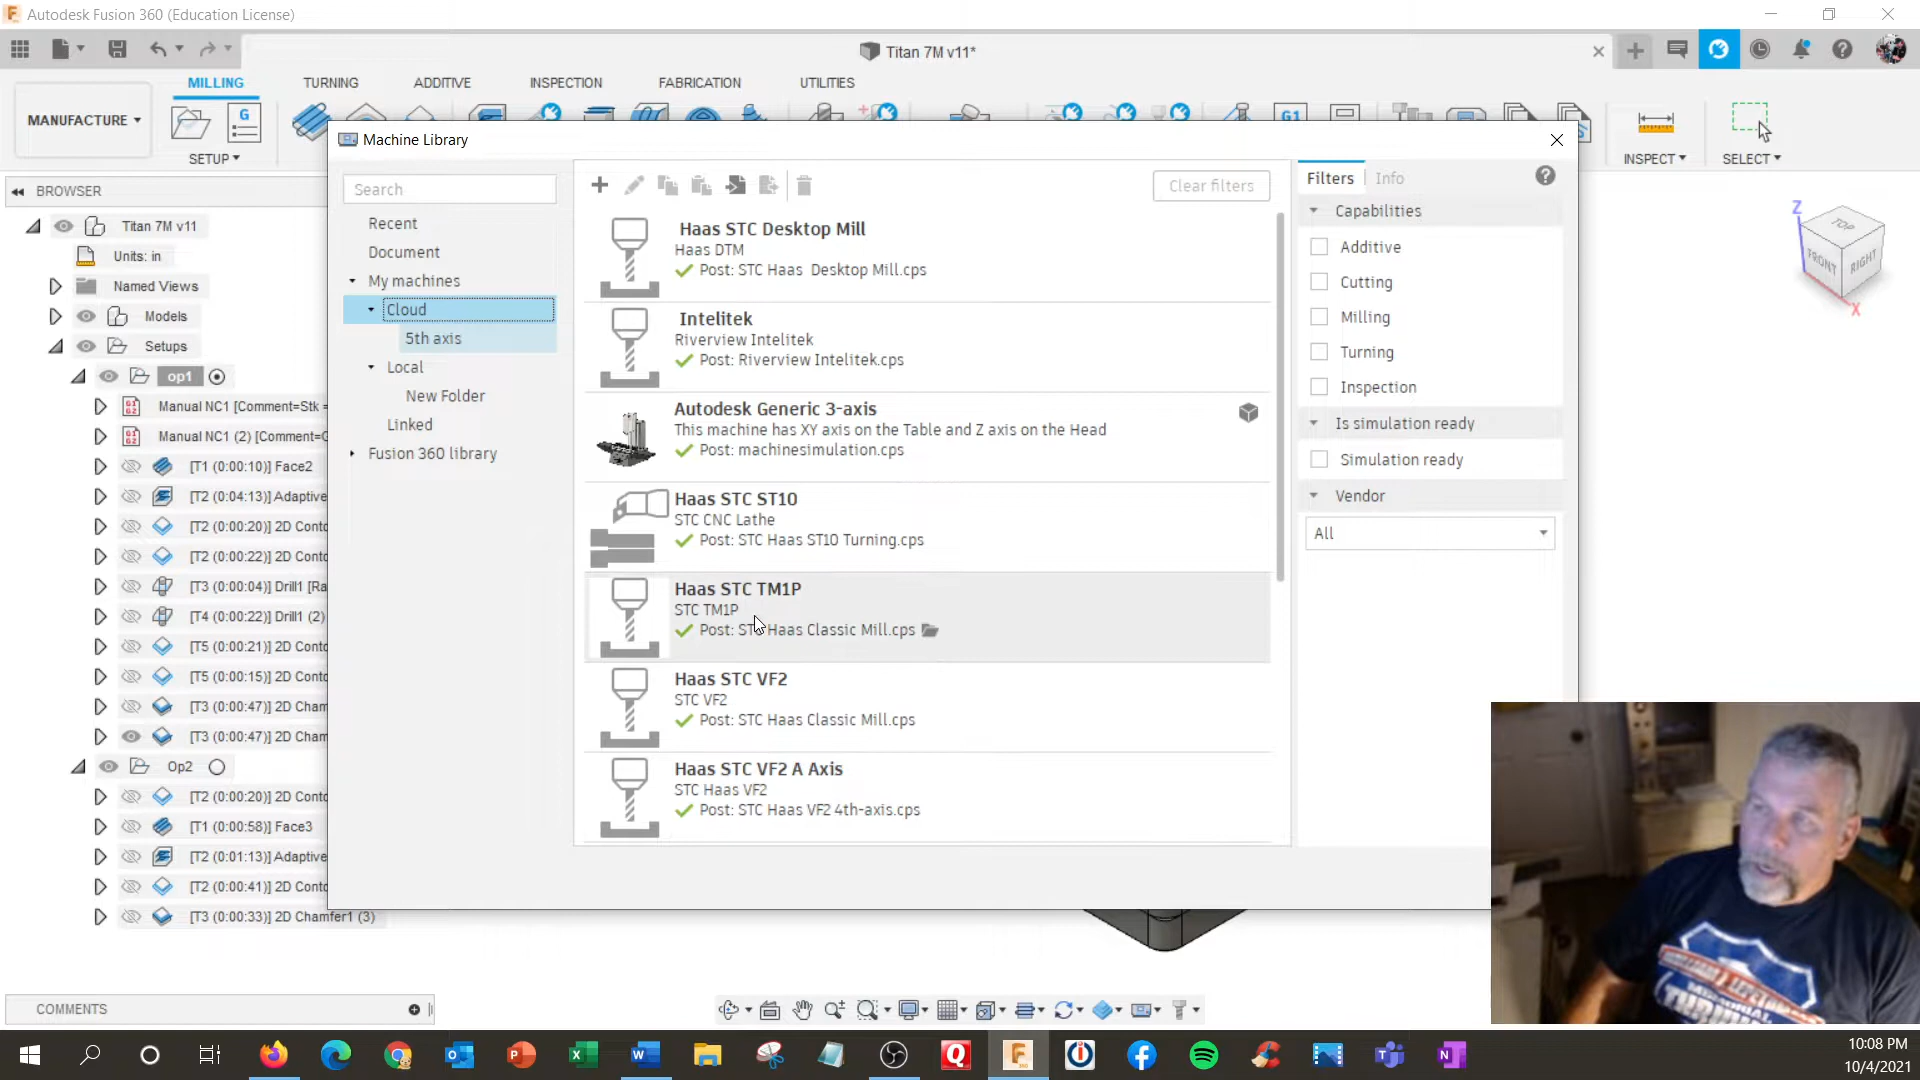 Autodesk Fusion 360 (Education License)
Titan 7M v11*
MILLING
TURNING
ADDITIVE
INSPECTION
FABRICATION
UTILITIES
MANUFACTURE
G
G1
SETUP
INSPECT
SELECT
BROWSER
Titan 7M v11
Units: in
Named Views
Models
Setups
op1
Manual NC1 [Comment=Stk =
Manual NC1 (2) [Comment=G
[T1 (0:00:10)] Face2
[T2 (0:04:13)] Adaptive
[T2 (0:00:20)] 2D Conto
[T2 (0:00:22)] 2D Conto
[T3 (0:00:04)] Drill1 [Ra
[T4 (0:00:22)] Drill1 (2)
[T5 (0:00:21)] 2D Conto
[T5 (0:00:15)] 2D Conto
[T3 (0:00:47)] 2D Cham
[T3 (0:00:47)] 2D Cham
Op2
[T2 (0:00:20)] 2D Conto
[T1 (0:00:58)] Face3
[T2 (0:01:13)] Adaptive
[T2 (0:00:41)] 2D Conto
[T3 (0:00:33)] 2D Chamfer1 (3)
COMMENTS
Machine Library
Search
Recent
Document
My machines
Cloud
5th axis
Local
New Folder
Linked
Fusion 360 library
Clear filters
Haas STC Desktop Mill
Haas DTM
Post: STC Haas  Desktop Mill.cps
Intelitek
Riverview Intelitek
Post: Riverview Intelitek.cps
Autodesk Generic 3-axis
This machine has XY axis on the Table and Z axis on the Head
Post: machinesimulation.cps
Haas STC ST10
STC CNC Lathe
Post: STC Haas ST10 Turning.cps
Haas STC TM1P
STC TM1P
Post: STC Haas Classic Mill.cps
Haas STC VF2
STC VF2
Post: STC Haas Classic Mill.cps
Haas STC VF2 A Axis
STC Haas VF2
Post: STC Haas VF2 4th-axis.cps
Filters
Info
Capabilities
Additive
Cutting
Milling
Turning
Inspection
Is simulation ready
Simulation ready
Vendor
All
Z
TOP
FRONT
RIGHT
X
10:08 PM
10/4/2021